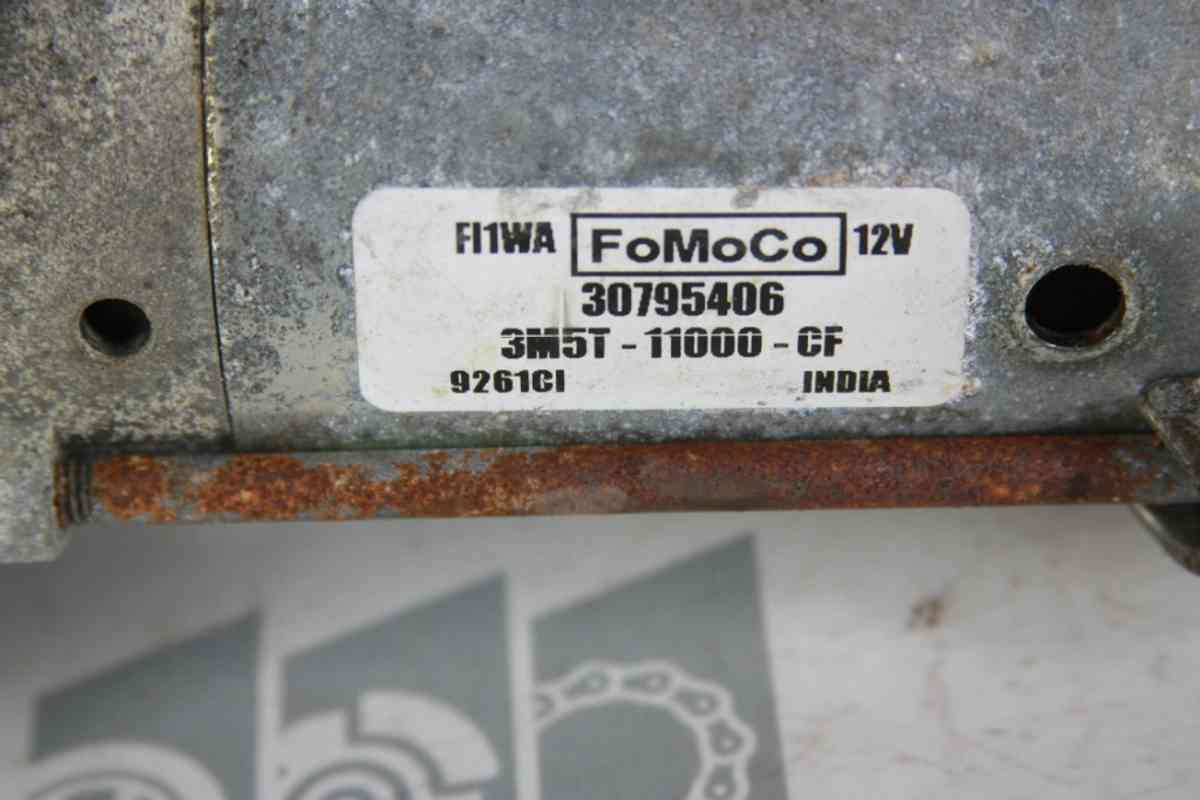 FI1WA FoMoCo 12V
30795406
3M5T - 11000 - CF
9261CI INDIA